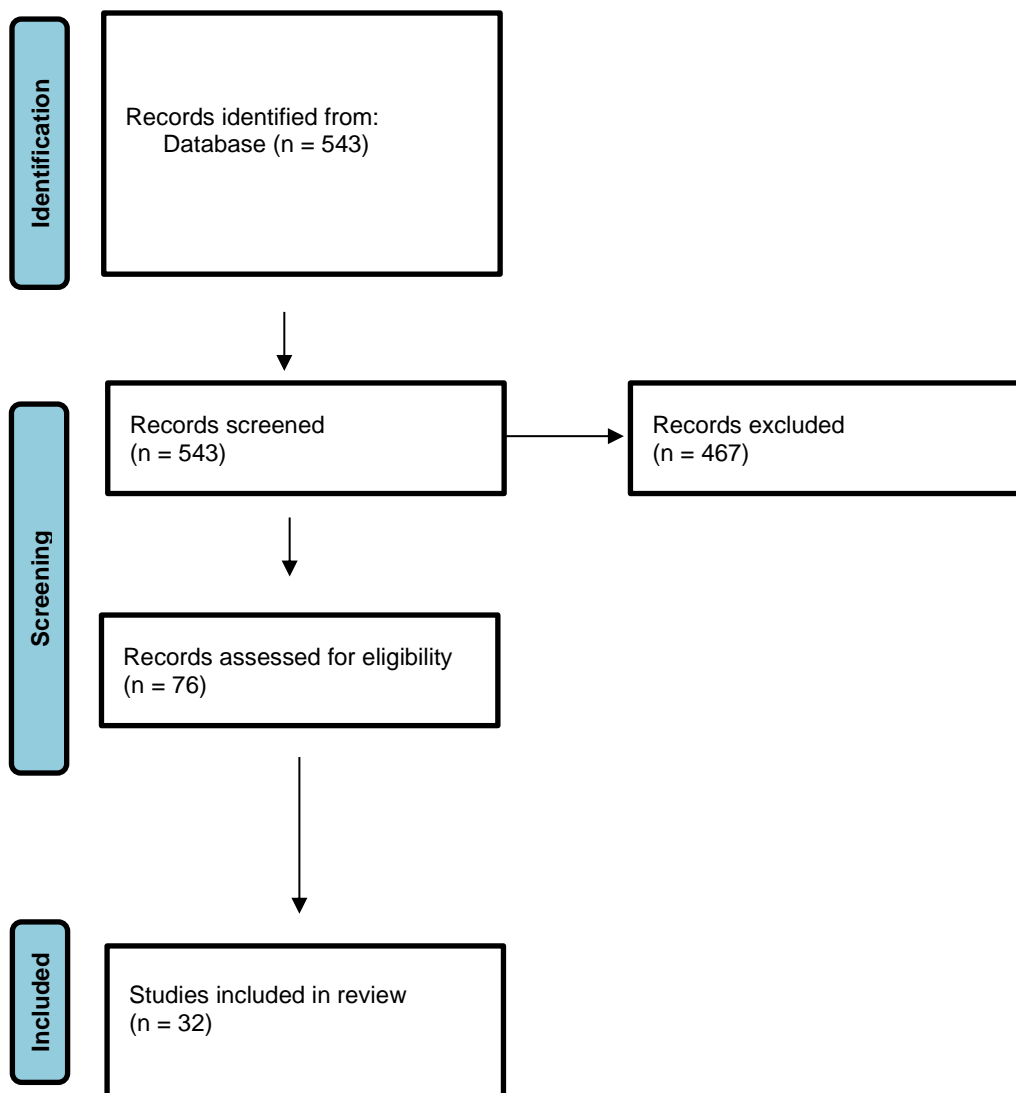 Identification
Records identified from:
Database (n = 543)
Screening
Records screened
(n = 543)
Records excluded
(n = 467)
Records assessed for eligibility
(n = 76)
Included
Studies included in review
(n = 32)